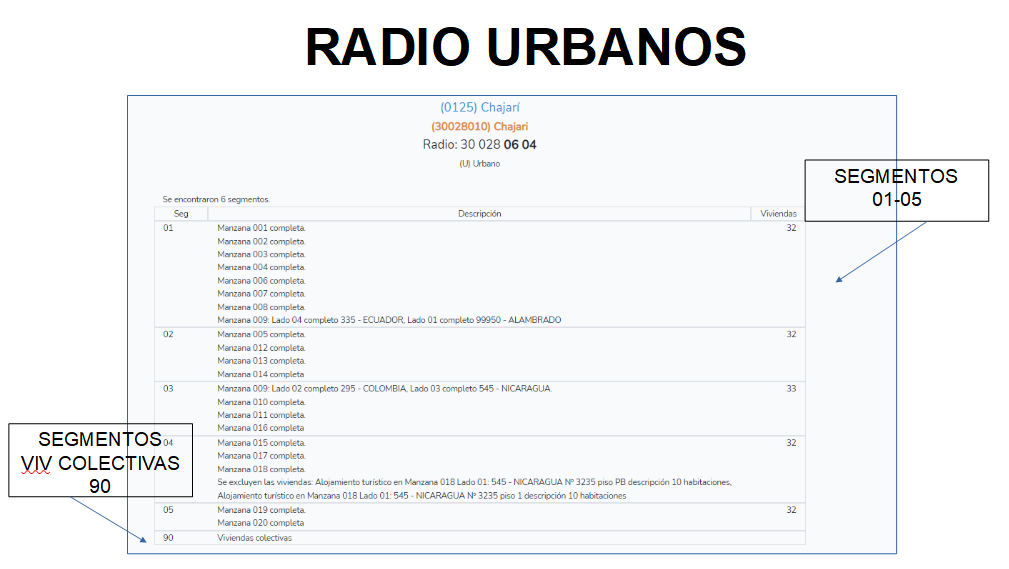 RADIO URBANOS
(0125) Chajarí
(30028010) Chajari
Radio: 30 028 06 04
(U) Urbano
SEGMENTOS
01-05
Se encontraron 6 segmentos.
Seg Descripción Viviendas
01 Manzana 001 completa. 32
Manzana 002 completa.
Manzana 003 completa.
Manzana 004 completa.
Manzana 006 completa.
Manzana 007 completa.
Manzana 008 completa.
Manzana 009: Lado 04 completo 335 - ECUADOR, Lado 01 completo 99950 - ALAMBRADO
02 Manzana 005 completa. 32
Manzana 012 completa.
Manzana 013 completa.
Manzana 014 completa
03 Manzana 009: Lado 02 completo 295 - COLOMBIA, Lado 03 completo 545 - NICARAGUA. 33
Manzana 010 completa.
Manzana 011 completa.
Manzana 016 completa
SEGMENTOS
VIV COLECTIVAS
90
04 Manzana 015 completa. 32
Manzana 017 completa.
Manzana 018 completa.
Se excluyen las viviendas: Alojamiento turístico en Manzana 018 Lado 01: 545 - NICARAGUA Nº 3235 piso PB descripción 10 habitaciones,
Alojamiento turístico en Manzana 018 Lado 01: 545 - NICARAGUA Nº 3235 piso 1 descripción 10 habitaciones
05 Manzana 019 completa. 32
Manzana 020 completa
90 Viviendas colectivas